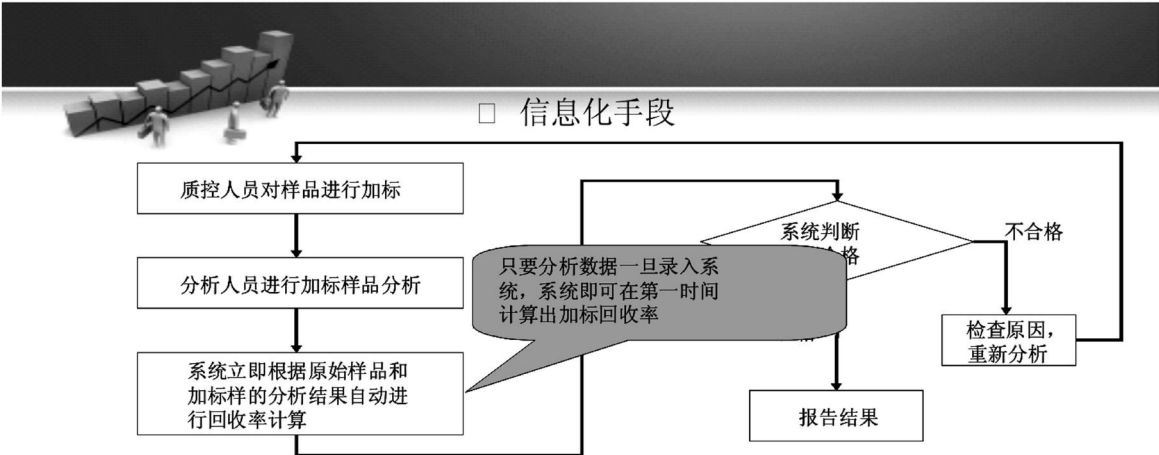 信息化手段
质控人员对样品进行加标
分析人员进行加标样品分析
系统立即根据原始样品和
加标样的分析结果自动进
行回收率计算
只要分析数据一旦录入系
统，系统即可在第一时间
计算出加标回收率
系统判断
格
不合格
检查原因，
重新分析
报告结果